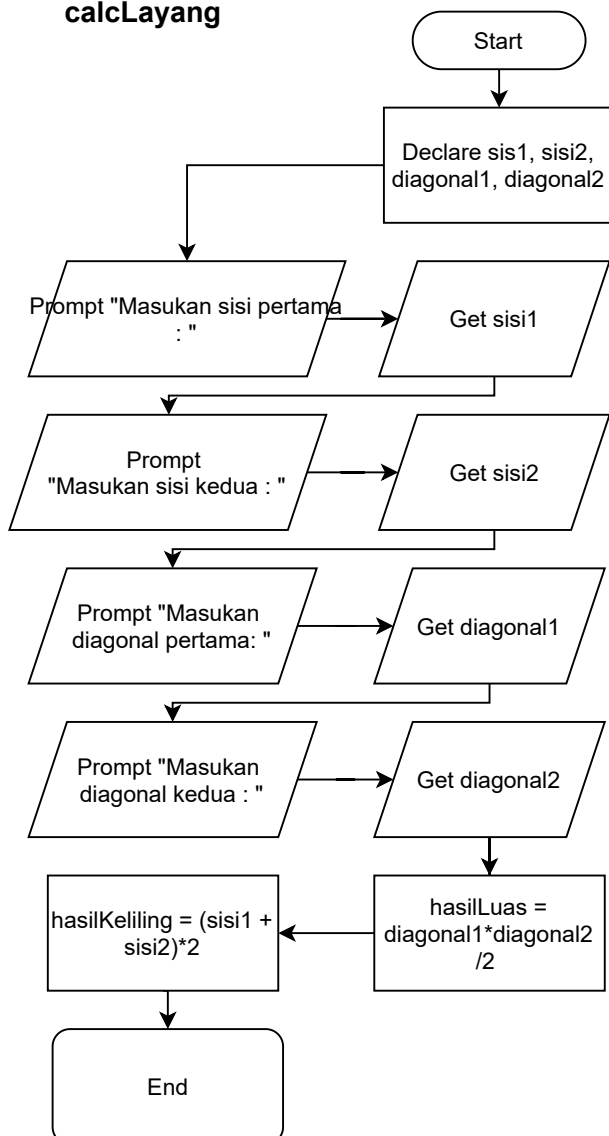 calcLayang
Start
Declare sis1, sisi2,
diagonal1, diagonal2
Prompt "Masukan sisi pertama
: "
Get sisi1
Prompt
"Masukan sisi kedua : "
Get sisi2
Prompt "Masukan
diagonal pertama: "
Get diagonal1
Prompt "Masukan
diagonal kedua : "
Get diagonal2
hasilLuas =
diagonal1*diagonal2
/2
hasilKeliling = (sisi1 +
sisi2)*2
End